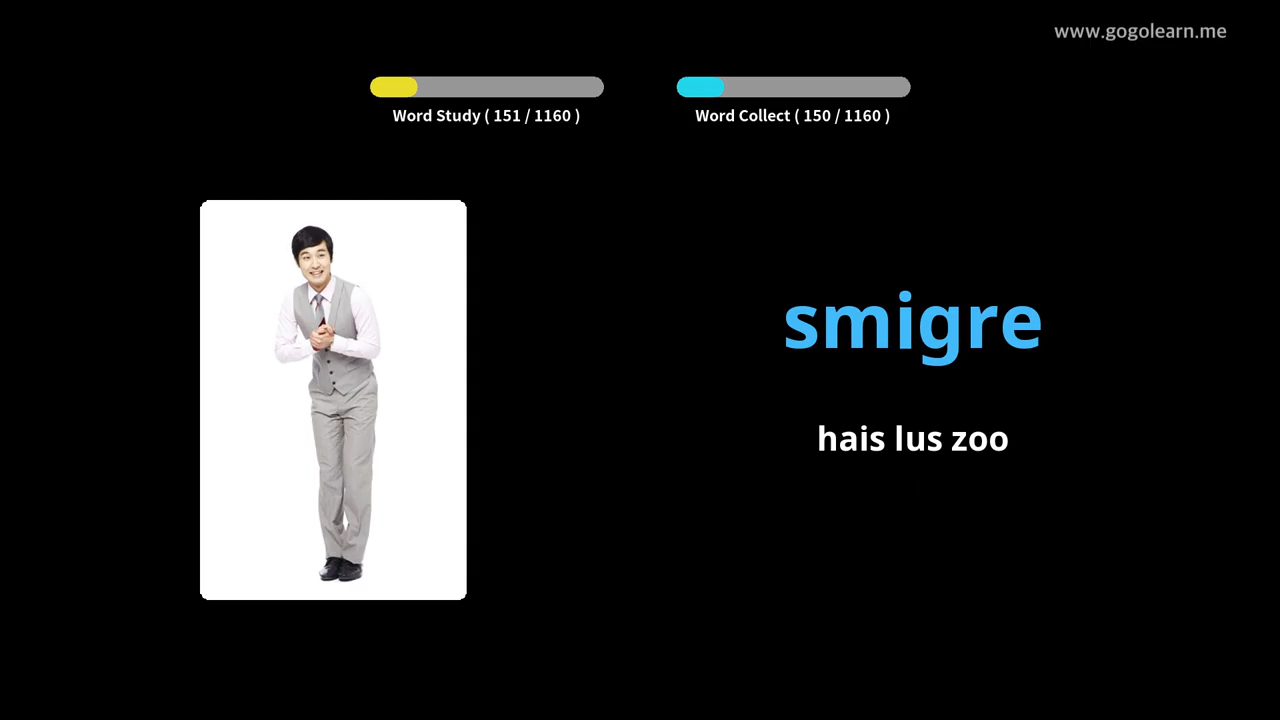 www.gogolearn.me
Word Study ( 151 / 1160 )
Word Collect ( 150 / 1160 )
smigre
hais lus zoo